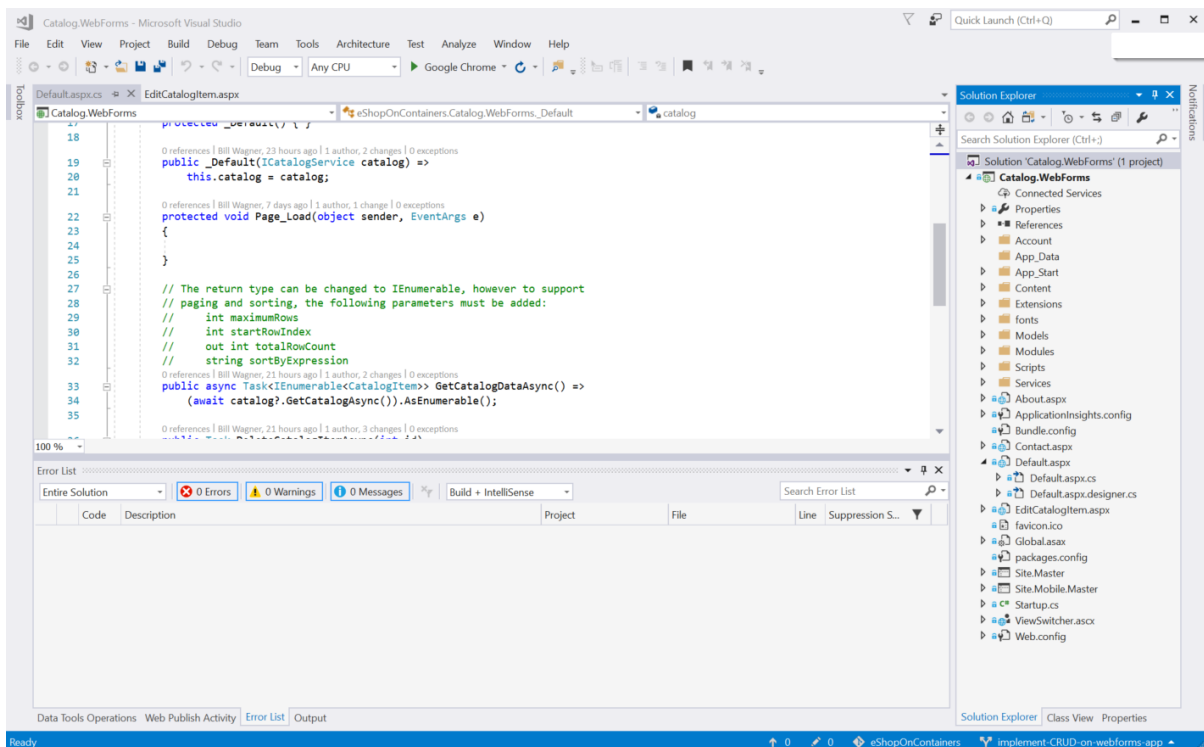 Catalog.WebForms - Microsoft Visual Studio
Quick Launch (Ctrl+Q)
File Edit View Project Build Debug Team Tools Architecture Test Analyze Window Help
Debug Any CPU Google Chrome
Toolbox
Default.aspx.cs EditCatalogItem.aspx
Catalog.WebForms eShopOnContainers.Catalog.WebForms._Default catalog
17 protected _Default() { }
18
0 references | Bill Wagner, 23 hours ago | 1 author, 2 changes | 0 exceptions
19 public _Default(ICatalogService catalog) =>
20 this.catalog = catalog;
21
0 references | Bill Wagner, 7 days ago | 1 author, 1 change | 0 exceptions
22 protected void Page_Load(object sender, EventArgs e)
23 {
24
25 }
26
27 // The return type can be changed to IEnumerable, however to support
28 // paging and sorting, the following parameters must be added:
29 // int maximumRows
30 // int startRowIndex
31 // out int totalRowCount
32 // string sortByExpression
0 references | Bill Wagner, 21 hours ago | 1 author, 2 changes | 0 exceptions
33 public async Task<IEnumerable<CatalogItem>> GetCatalogDataAsync() =>
34 (await catalog?.GetCatalogAsync()).AsEnumerable();
35
0 references | Bill Wagner, 21 hours ago | 1 author, 3 changes | 0 exceptions
100 %
Error List
Entire Solution 0 Errors 0 Warnings 0 Messages Build + IntelliSense Search Error List
Code Description Project File Line Suppression S...
Data Tools Operations Web Publish Activity Error List Output
Solution Explorer
Search Solution Explorer (Ctrl+;)
Solution 'Catalog.WebForms' (1 project)
Catalog.WebForms
Connected Services
Properties
References
Account
App_Data
App_Start
Content
Extensions
fonts
Models
Modules
Scripts
Services
About.aspx
ApplicationInsights.config
Bundle.config
Contact.aspx
Default.aspx
Default.aspx.cs
Default.aspx.designer.cs
EditCatalogItem.aspx
favicon.ico
Global.asax
packages.config
Site.Master
Site.Mobile.Master
Startup.cs
ViewSwitcher.ascx
Web.config
Solution Explorer Class View Properties
Notifications
Ready 0 0 eShopOnContainers implement-CRUD-on-webforms-app